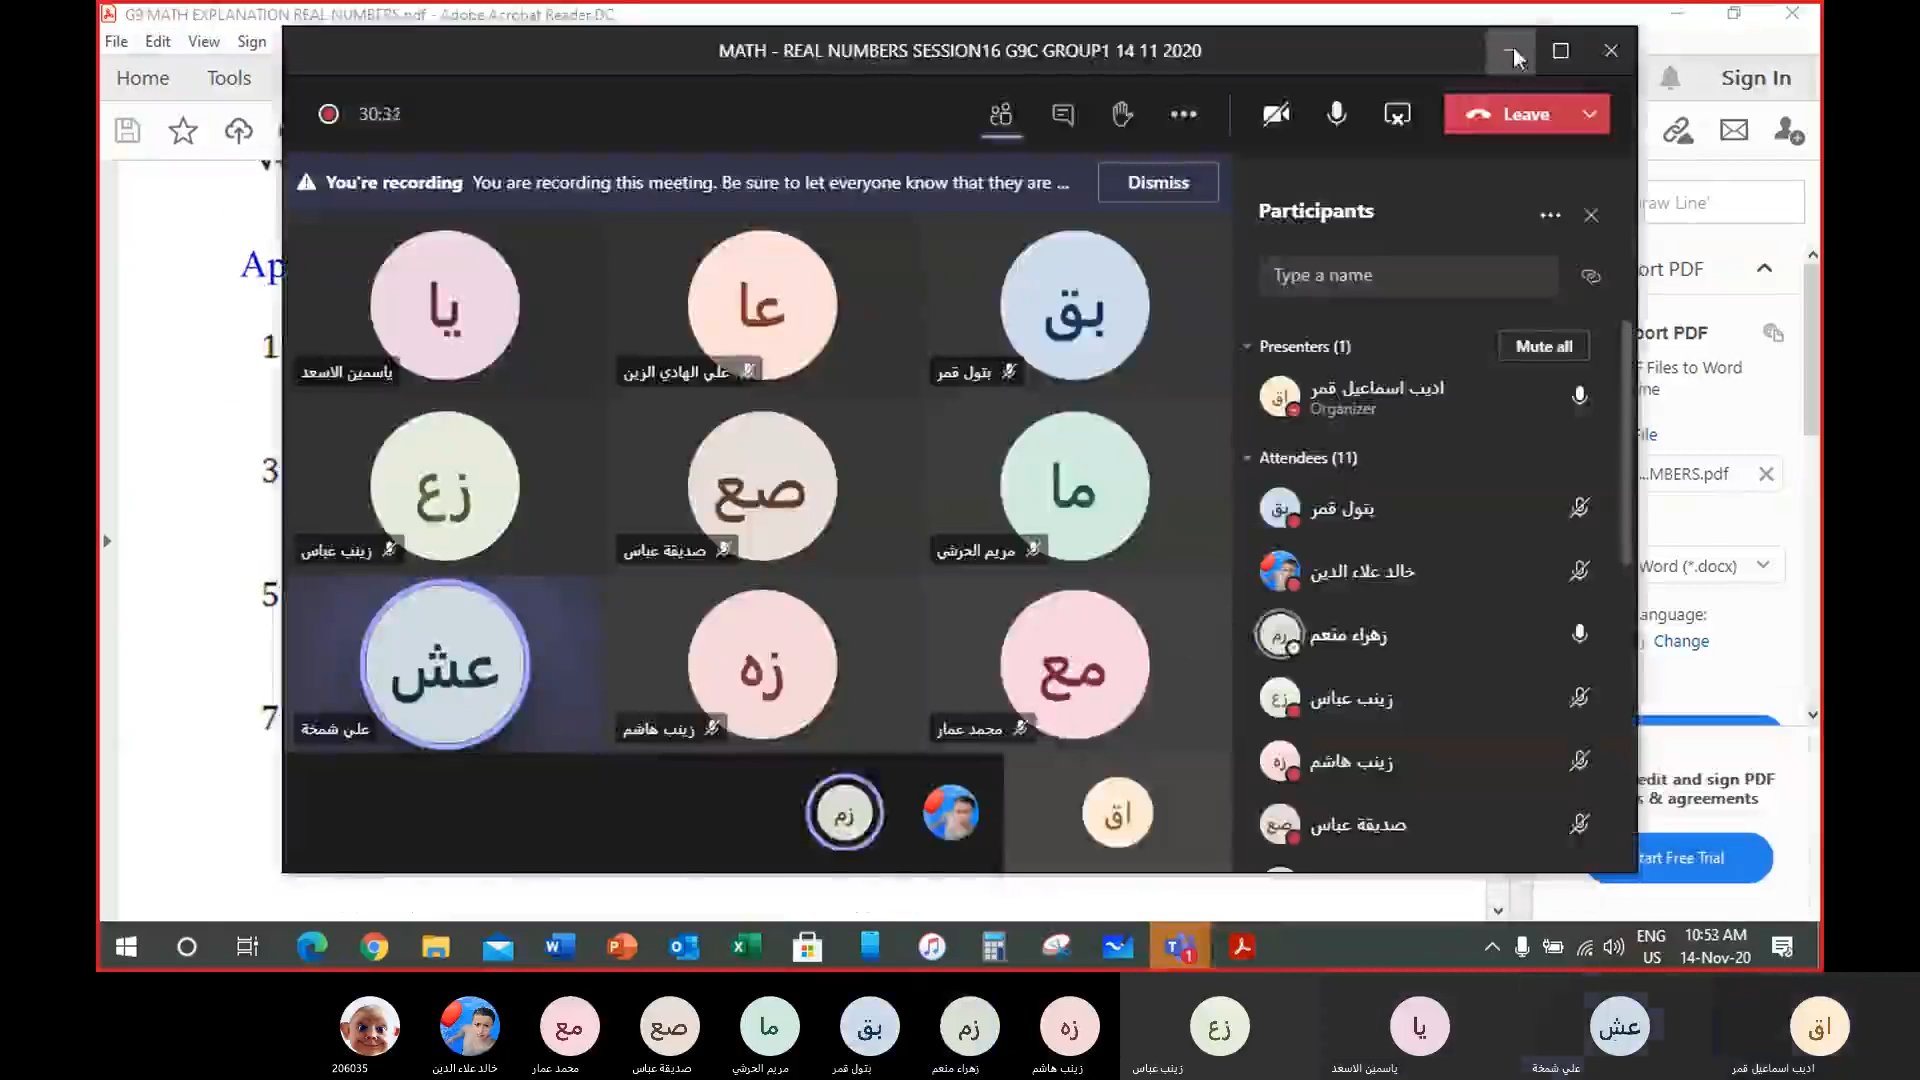 G9 MATH EXPLANATION REAL NUMBERS.pdf - Adobe Acrobat Reader DC
File Edit View Sign
Home Tools
Sign In
MATH - REAL NUMBERS SESSION16 G9C GROUP1 14 11 2020
30:32
Leave
You're recording You are recording this meeting. Be sure to let everyone know that they are ...
Dismiss
Participants
Type a name
Presenters (1)
Mute all
اديب اسماعيل قمر
Organizer
Attendees (11)
بتول قمر
خالد علاء الدين
زهراء منعم
زينب عباس
زينب هاشم
صديقة عباس
يا
عا
بق
ياسمين الاسعد
علي الهادي الزين
بتول قمر
زع
صع
ما
زينب عباس
صديقة عباس
مريم الحرشي
عش
زه
مع
علي شمخة
زينب هاشم
محمد عمار
زم
اق
Ap
1
3
5
7
raw Line'
ort PDF
port PDF
F Files to Word
me
File
...MBERS.pdf
Word (*.docx)
anguage:
Change
edit and sign PDF
s & agreements
tart Free Trial
ENG
US
10:53 AM
14-Nov-20
مع
صع
ما
بق
زم
زه
زع
يا
عش
اق
206035
خالد علاء الدين
محمد عمار
صديقة عباس
مريم الحرشي
بتول قمر
زهراء منعم
زينب هاشم
زينب عباس
ياسمين الاسعد
علي شمخة
اديب اسماعيل قمر